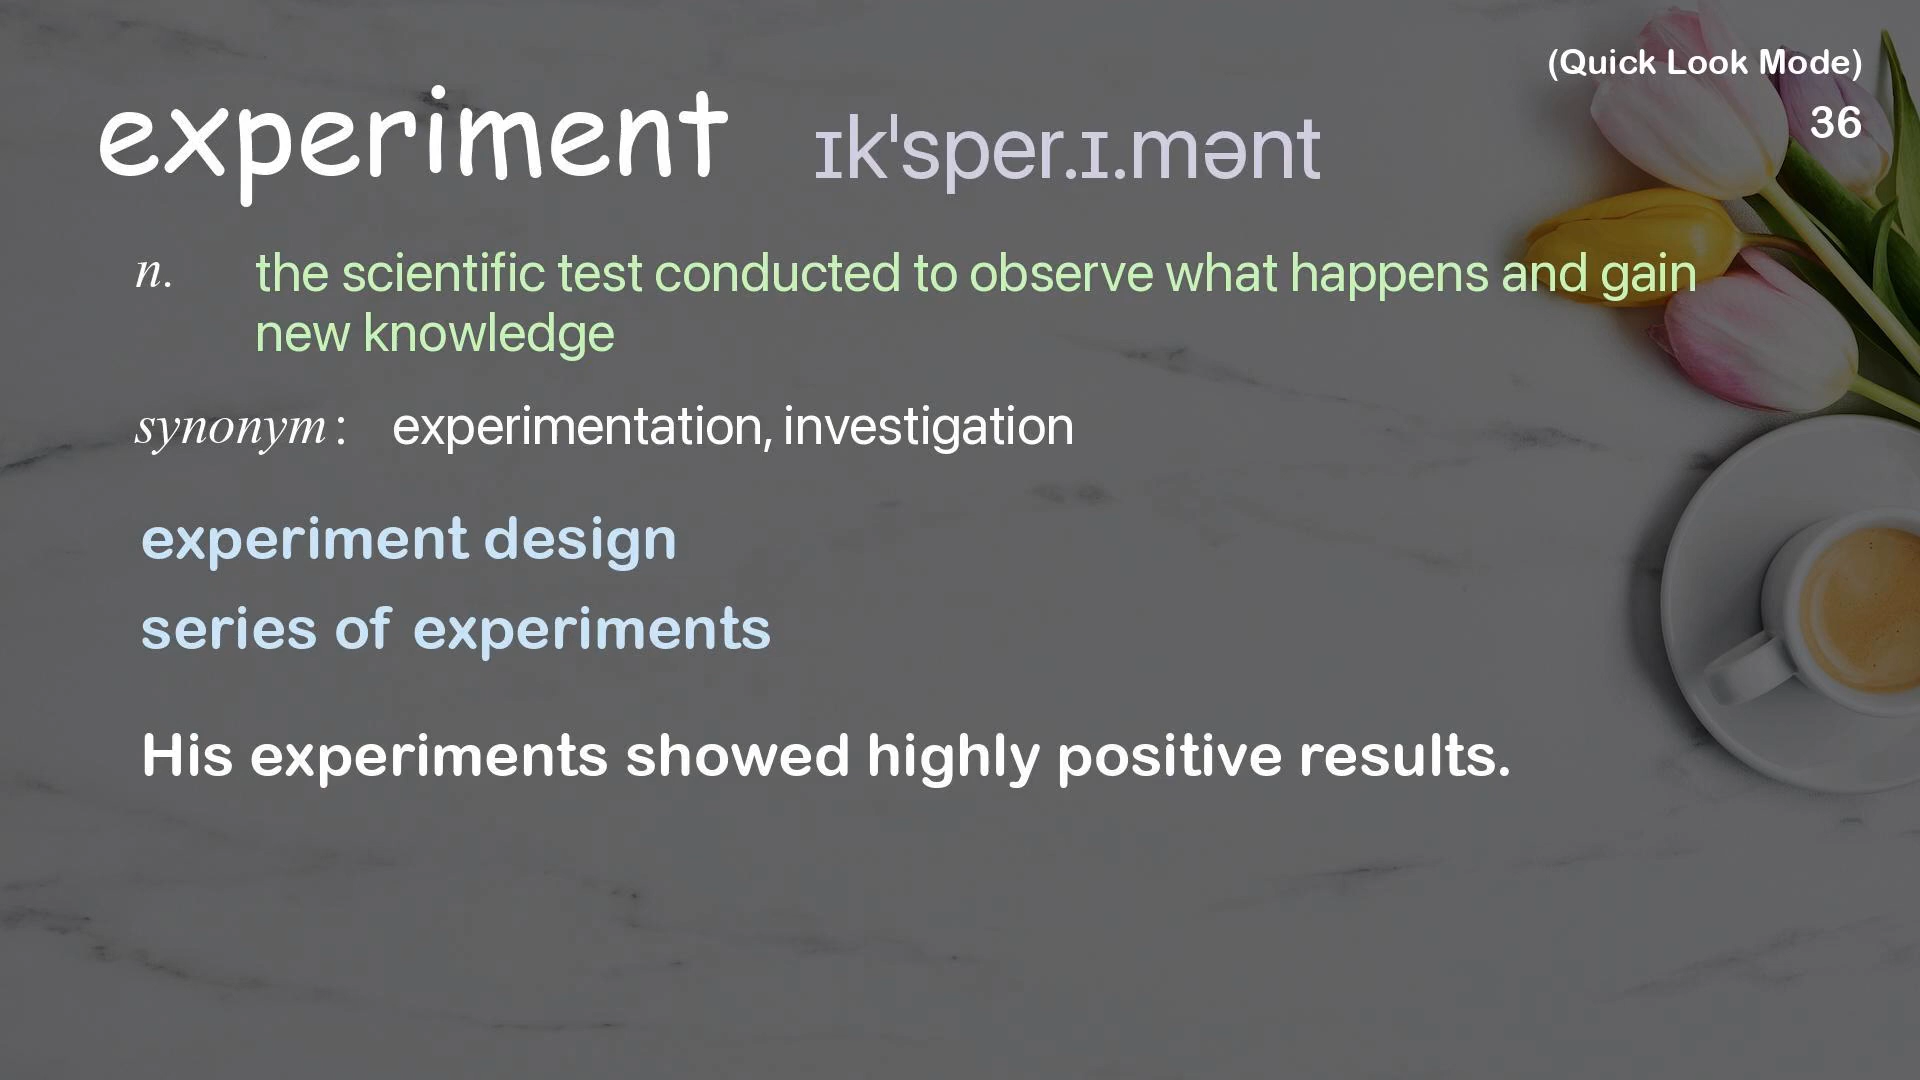 (Quick Look Mode)
36
experiment ɪkˈsper.ɪ.mənt
n. the scientific test conducted to observe what happens and gain
new knowledge
synonym: experimentation, investigation
experiment design
series of experiments
His experiments showed highly positive results.